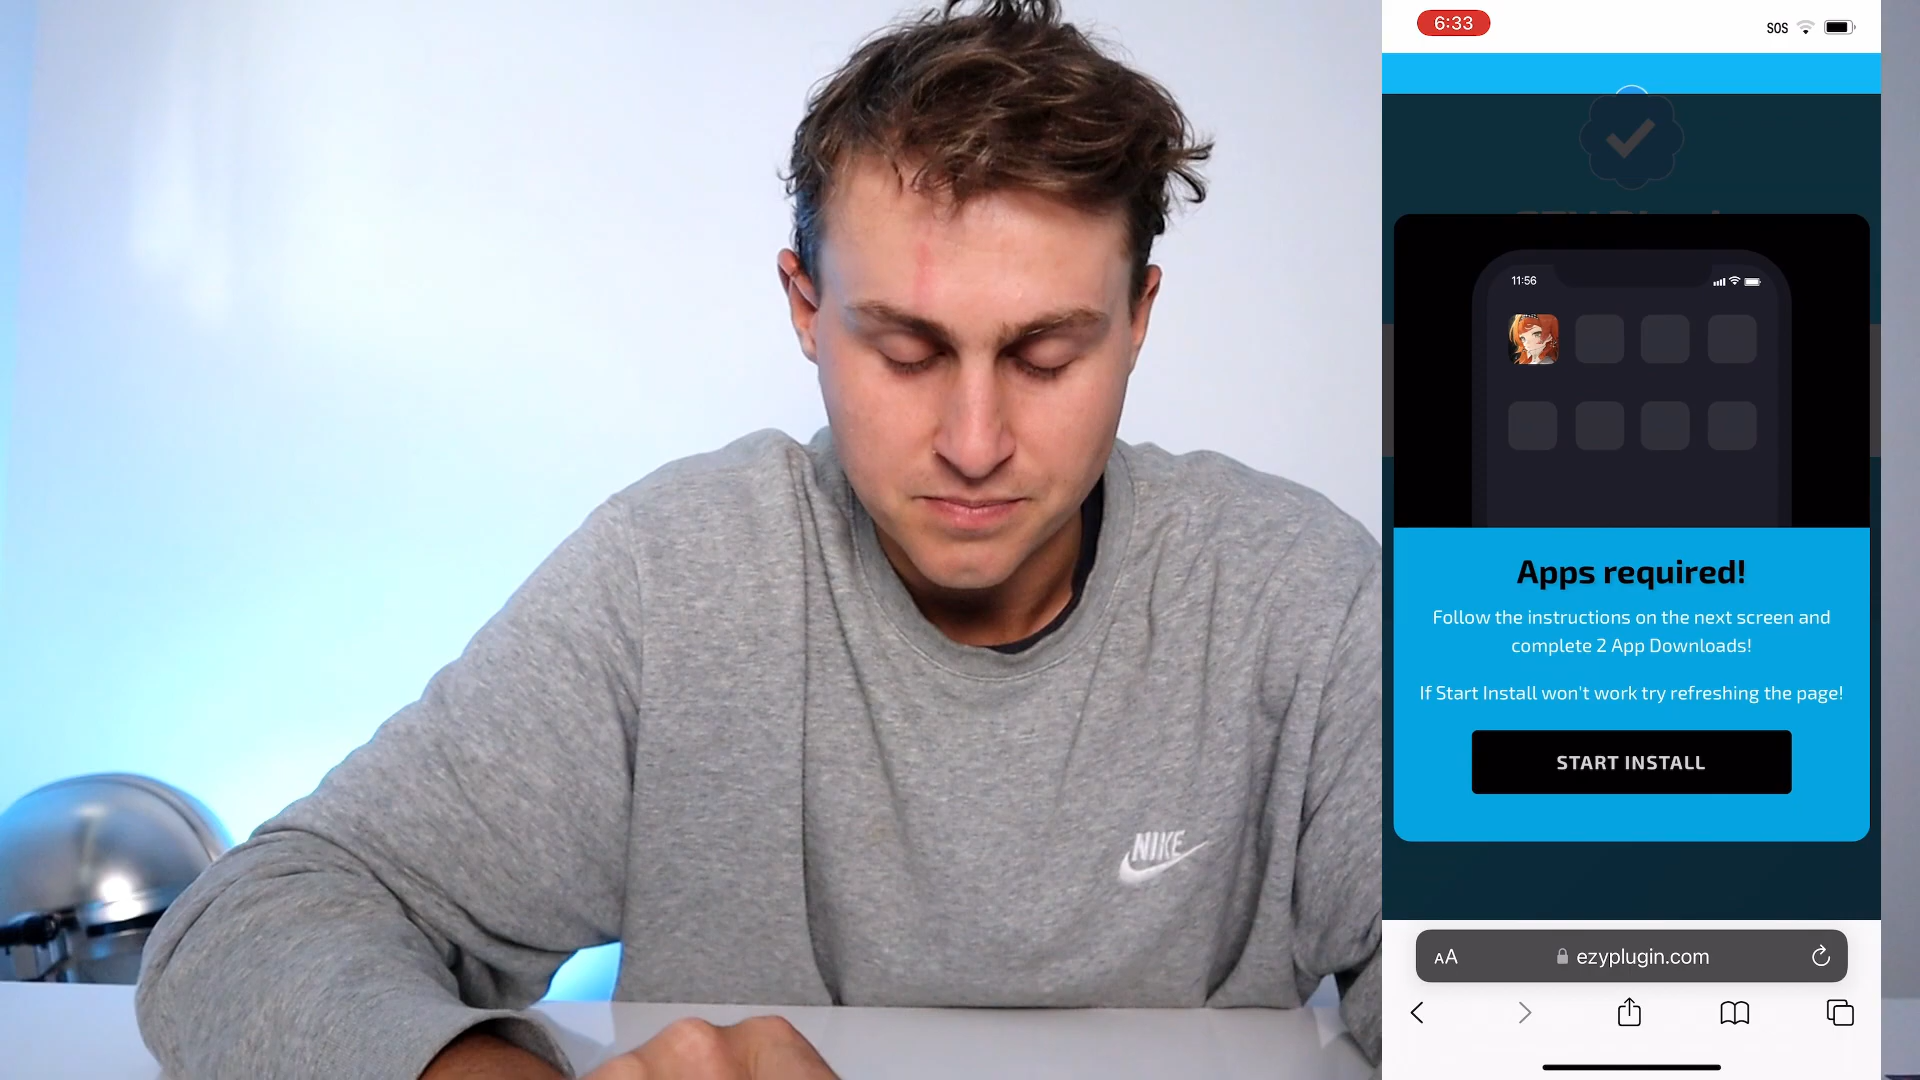 6:33
SOS
11:56
Apps required!
Follow the instructions on the next screen and
complete 2 App Downloads!
If Start Install won't work try refreshing the page!
START INSTALL
AA
ezyplugin.com
NIKE